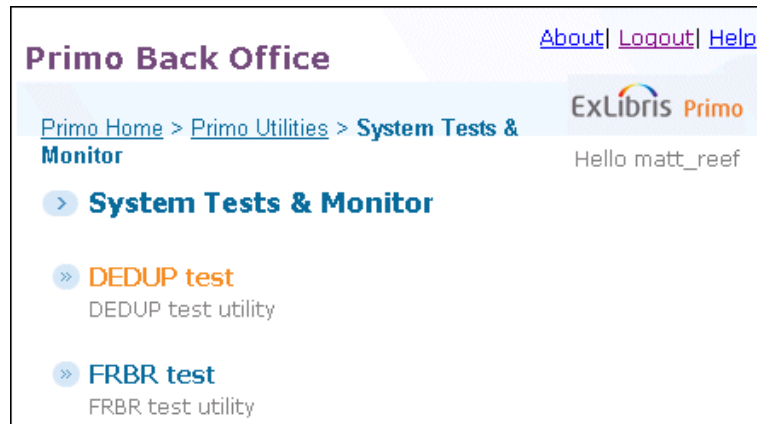 About| Logout| Help
Primo Back Office
ExLibris Primo
Primo Home > Primo Utilities > System Tests &
Monitor
Hello matt_reef
System Tests & Monitor
DEDUP test
DEDUP test utility
FRBR test
FRBR test utility